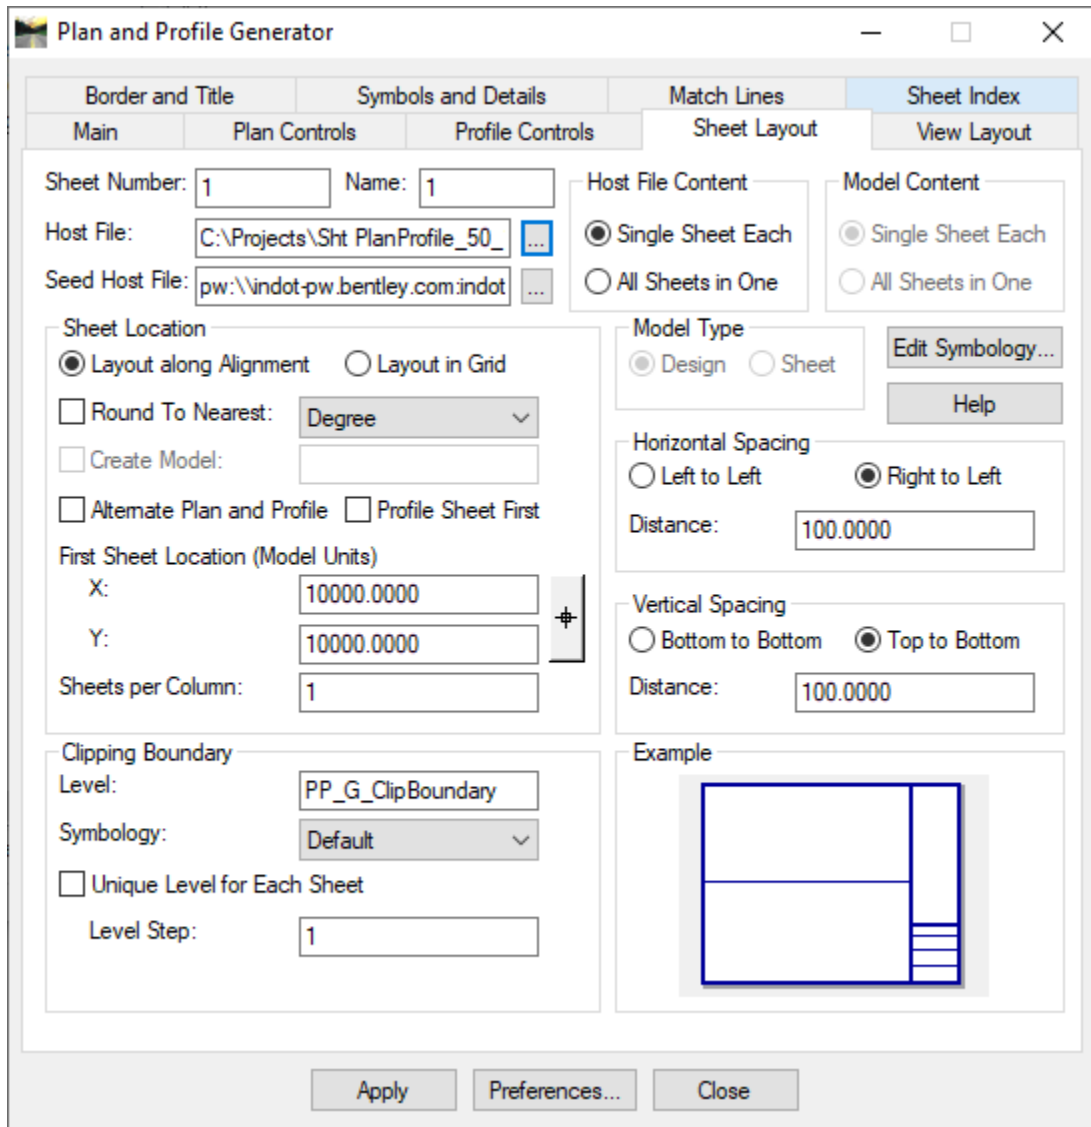 Plan and Profile Generator
Border and Title Symbols and Details Match Lines Sheet Index
Main Plan Controls Profile Controls Sheet Layout View Layout
Sheet Number: 1 Name: 1
Host File: C:\Projects\Sht PlanProfile_50_ ...
Seed Host File: pw:\\indot-pw.bentley.com:indot ...
Host File Content
Single Sheet Each
All Sheets in One
Model Content
Single Sheet Each
All Sheets in One
Sheet Location
Layout along Alignment Layout in Grid
Round To Nearest: Degree
Create Model:
Alternate Plan and Profile Profile Sheet First
First Sheet Location (Model Units)
X: 10000.0000
Y: 10000.0000
Sheets per Column: 1
Model Type
Design Sheet
Edit Symbology...
Help
Horizontal Spacing
Left to Left Right to Left
Distance: 100.0000
Vertical Spacing
Bottom to Bottom Top to Bottom
Distance: 100.0000
Clipping Boundary
Level: PP_G_ClipBoundary
Symbology: Default
Unique Level for Each Sheet
Level Step: 1
Example
Apply Preferences... Close